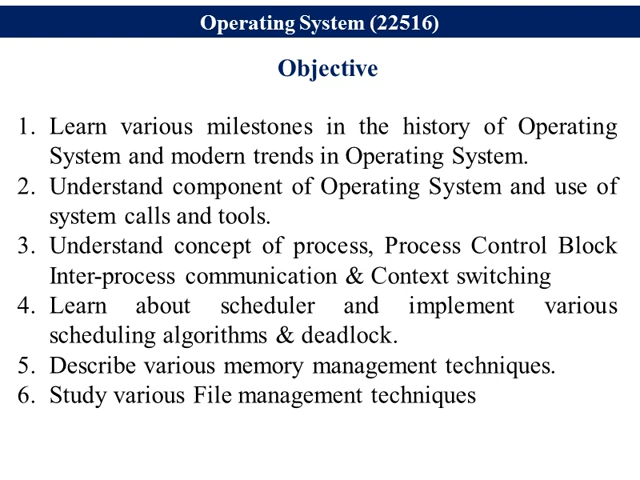 Operating System (22516)
Objective
1. Learn various milestones in the history of Operating
System and modern trends in Operating System.
2. Understand component of Operating System and use of
system calls and tools.
3. Understand concept of process, Process Control Block
Inter-process communication & Context switching
4. Learn about scheduler and implement various
scheduling algorithms & deadlock.
5. Describe various memory management techniques.
6. Study various File management techniques